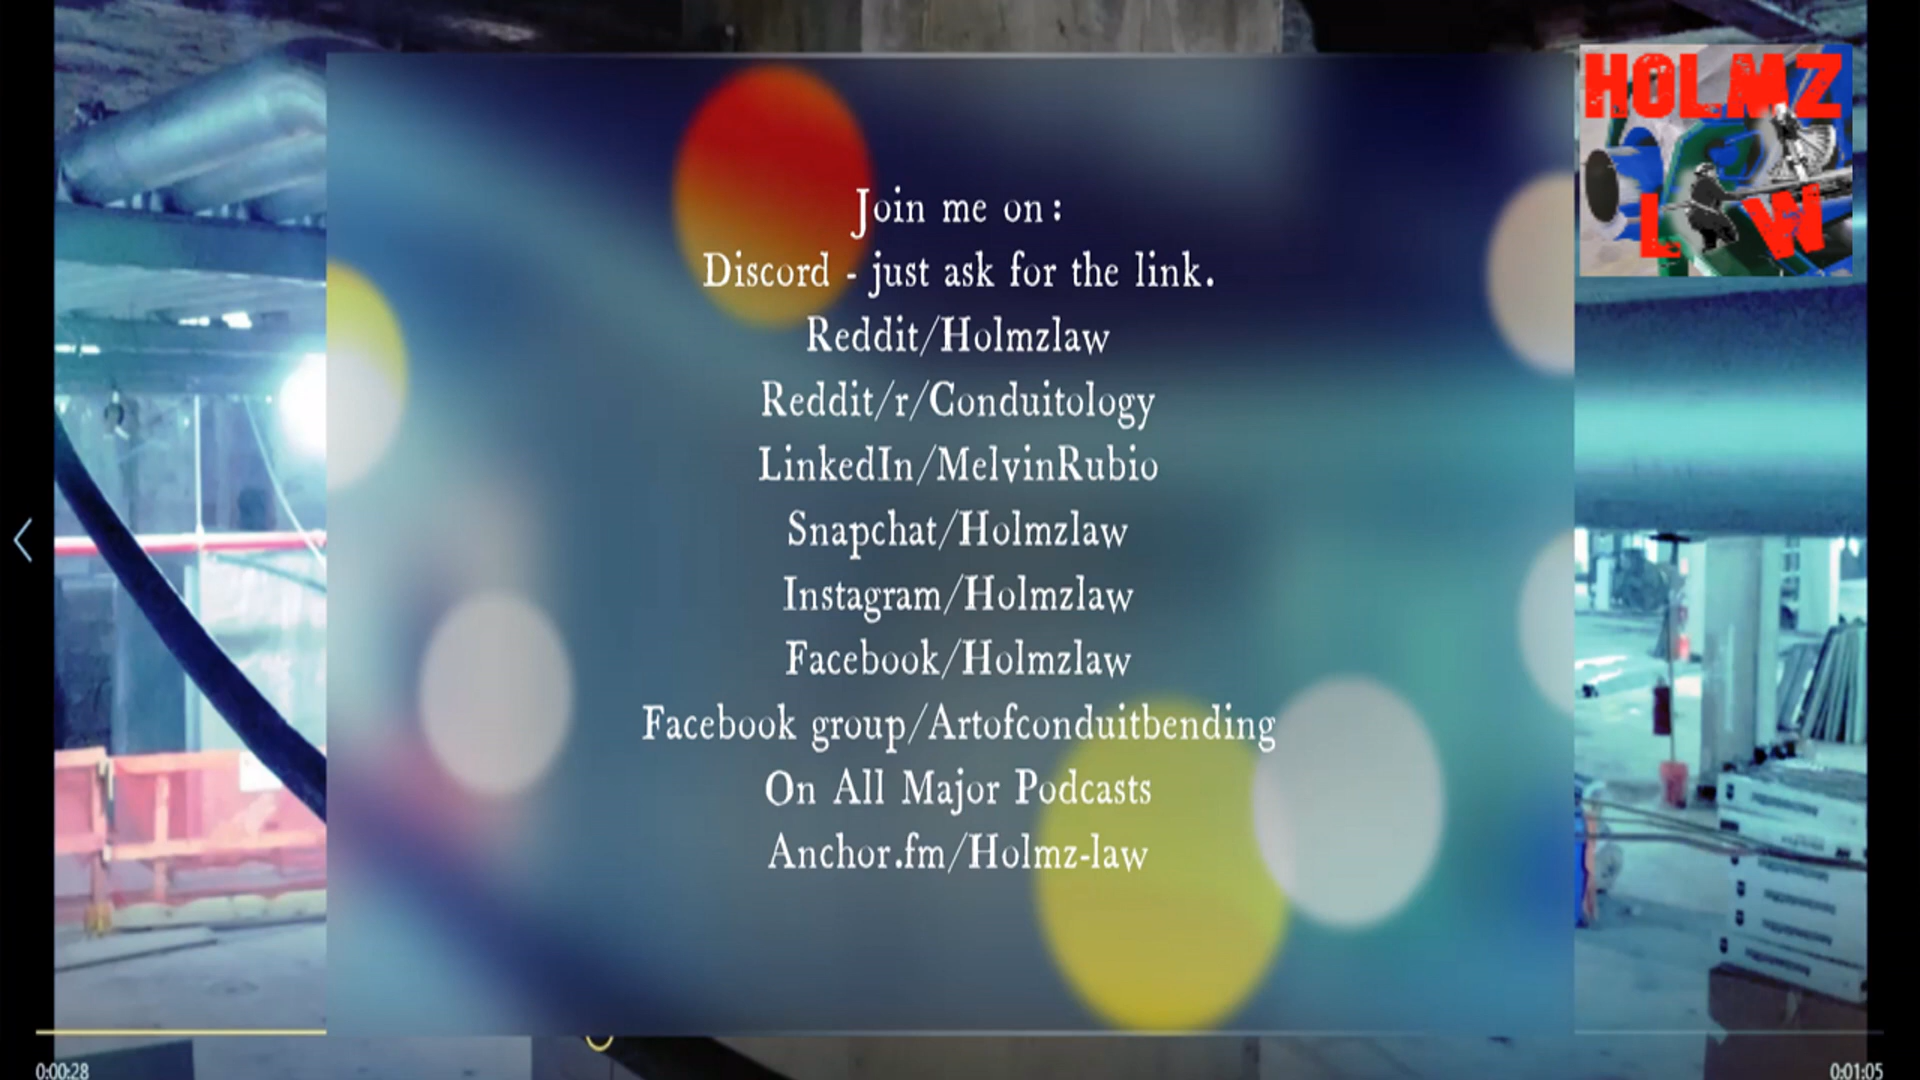 HOLMZ
L W
Join me on:
Discord - just ask for the link.
Reddit/Holmzlaw
Reddit/r/Conduitology
LinkedIn/MelvinRubio
Snapchat/Holmzlaw
Instagram/Holmzlaw
Facebook/Holmzlaw
Facebook group/Artofconduitbending
On All Major Podcasts
Anchor.fm/Holmz-law
0:00:28
0:01:05